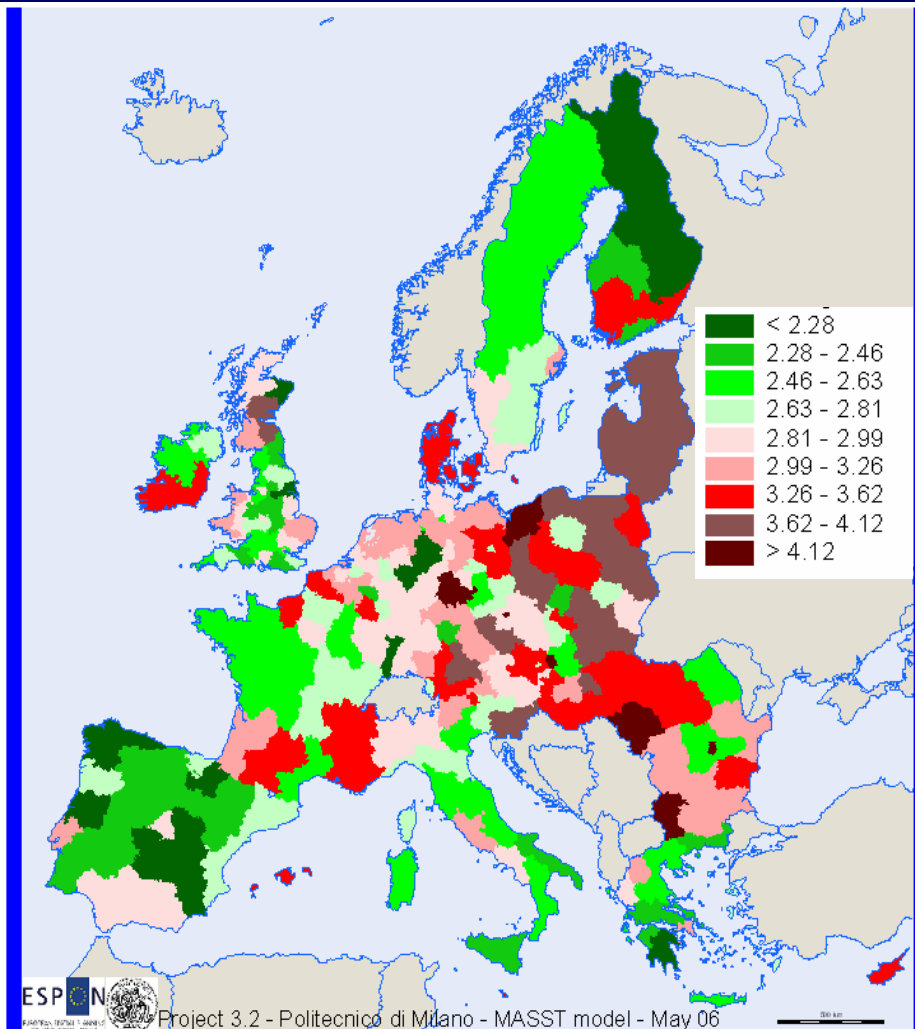 < 2.28
2.28 - 2.46
2.46 - 2.63
2.63 - 2.81
2.81 - 2.99
2.99 - 3.26
3.26 - 3.62
3.62 - 4.12
> 4.12
ESPON
Project 3.2 - Politecnico di Milano - MASST model - May 06